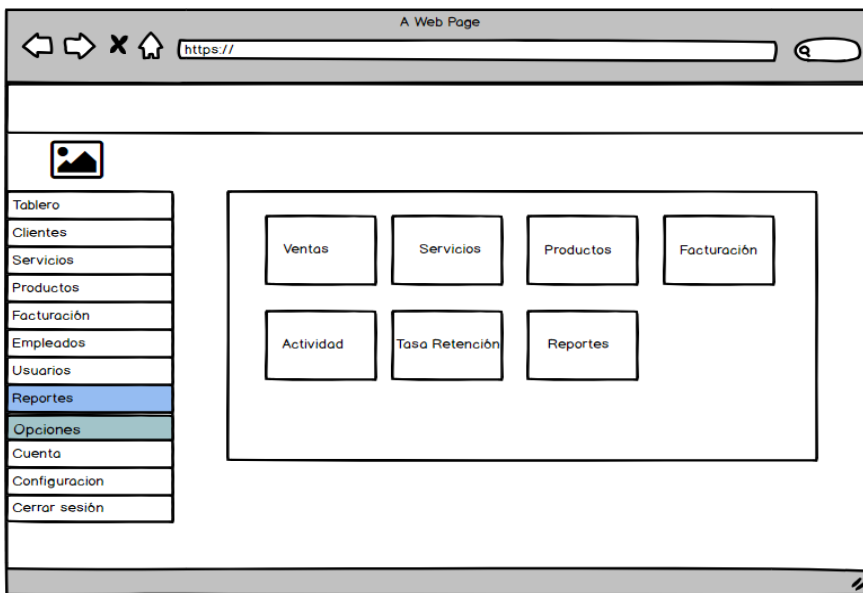 A Web Page
https://
Tablero
Clientes
Servicios
Productos
Facturación
Empleados
Usuarios
Reportes
Opciones
Cuenta
Configuracion
Cerrar sesión
Ventas
Servicios
Productos
Facturación
Actividad
Tasa Retención
Reportes